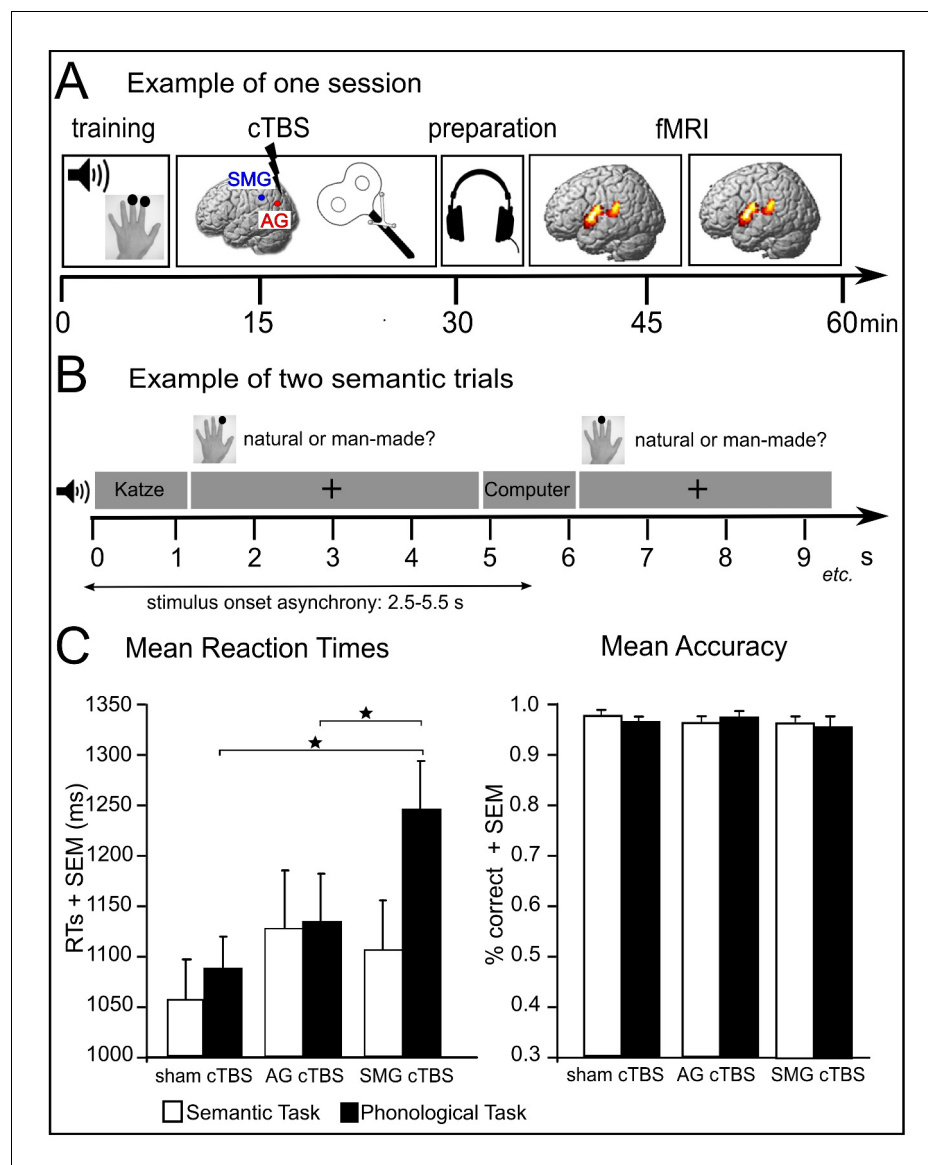 A Example of one session
training cTBS preparation fMRI
SMG
AG
0 15 30 45 60 min
B Example of two semantic trials
natural or man-made? natural or man-made?
Katze + Computer +
0 1 2 3 4 5 6 7 8 9 s
etc.
stimulus onset asynchrony: 2.5-5.5 s
C Mean Reaction Times
1350
1300
1250
1200
1150
1100
1050
1000
RTs + SEM (ms)
★
★
sham cTBS AG cTBS SMG cTBS
Semantic Task Phonological Task
Mean Accuracy
1.0
0.9
0.8
0.7
0.6
0.5
0.4
0.3
% correct + SEM
sham cTBS AG cTBS SMG cTBS